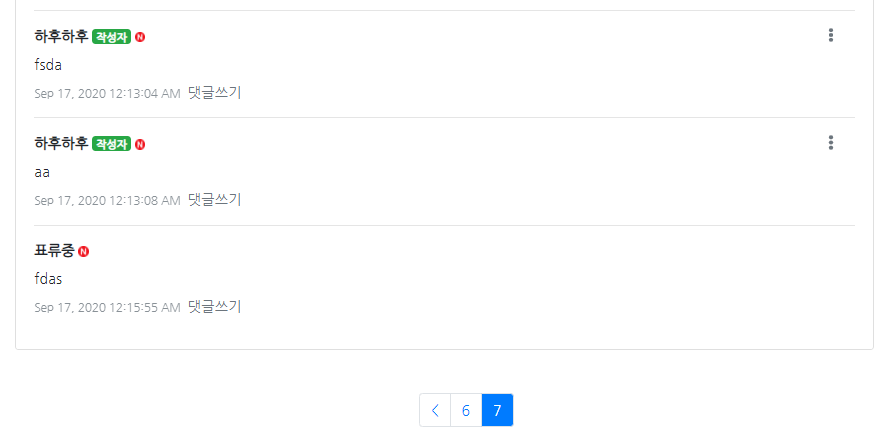 하후하후 작성자 N
fsda
Sep 17, 2020 12:13:04 AM 댓글쓰기
하후하후 작성자 N
aa
Sep 17, 2020 12:13:08 AM 댓글쓰기
표류중 N
fdas
Sep 17, 2020 12:15:55 AM 댓글쓰기
< 6 7